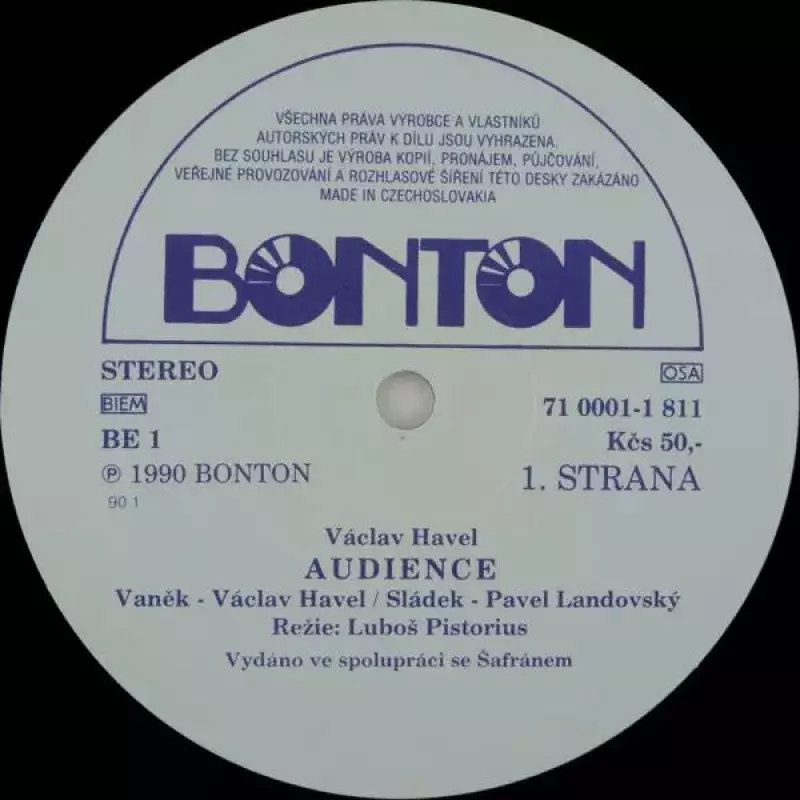 VŠECHNA PRÁVA VÝROBCE A VLASTNÍKŮ
AUTORSKÝCH PRÁV K DÍLU JSOU VYHRAZENA.
BEZ SOUHLASU JE VÝROBA KOPIÍ, PRONÁJEM, PŮJČOVÁNÍ,
VEŘEJNÉ PROVOZOVÁNÍ A ROZHLASOVÉ ŠÍŘENÍ TÉTO DESKY ZAKÁZÁNO
MADE IN CZECHOSLOVAKIA
BONTON
STEREO
BIEM
BE 1
℗ 1990 BONTON
90 1
OSA
71 0001-1 811
Kčs 50,-
1. STRANA
Václav Havel
AUDIENCE
Vaněk - Václav Havel / Sládek - Pavel Landovský
Režie: Luboš Pistorius
Vydáno ve spolupráci se Šafránem